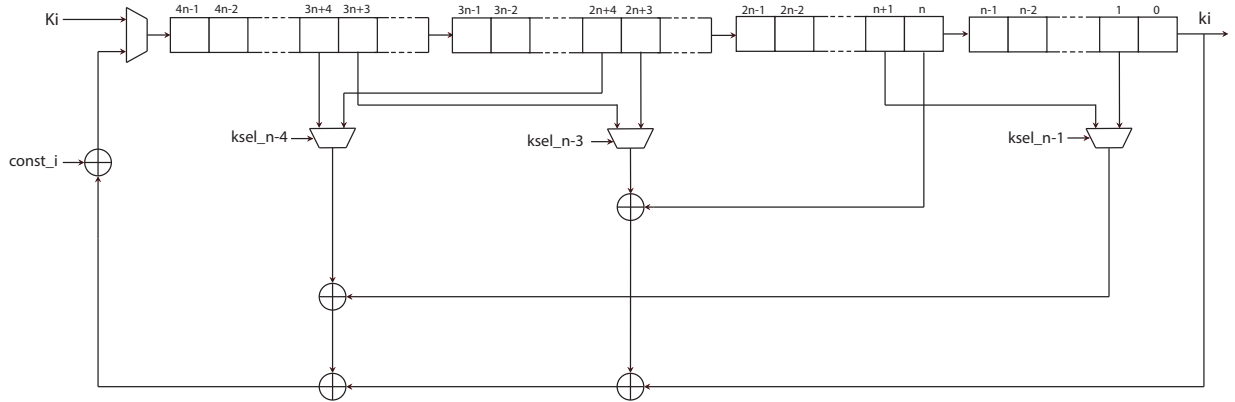 4n-1 4n-2 3n+4 3n+3 3n-1 3n-2 2n+4 2n+3 2n-1 2n-2 n+1 n n-1 n-2 1 0
Ki ki
ksel_n-4 ksel_n-3 ksel_n-1
const_i